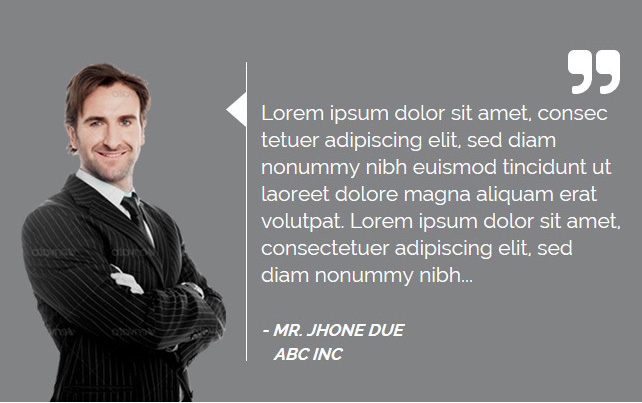 Lorem ipsum dolor sit amet, consec
tetuer adipiscing elit, sed diam
nonummy nibh euismod tincidunt ut
laoreet dolore magna aliquam erat
volutpat. Lorem ipsum dolor sit amet,
consectetuer adipiscing elit, sed
diam nonummy nibh...
- MR. JHONE DUE
ABC INC